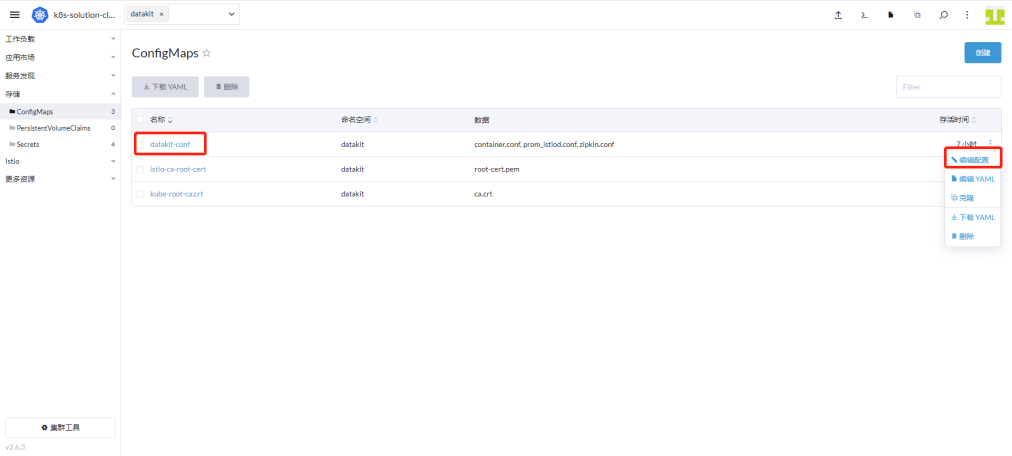 k8s-solution-cl...
datakit ×
工作负载
应用市场
服务发现
存储
ConfigMaps 3
PersistentVolumeClaims 0
Secrets 4
Istio
更多资源
集群工具
v2.6.3
ConfigMaps
创建
下载 YAML
删除
Filter
名称 命名空间 数据 存活时间
datakit-conf datakit container.conf, prom_istiod.conf, zipkin.conf 7 小时
istio-ca-root-cert datakit root-cert.pem
kube-root-ca.crt datakit ca.crt
编辑配置
编辑 YAML
克隆
下载 YAML
删除